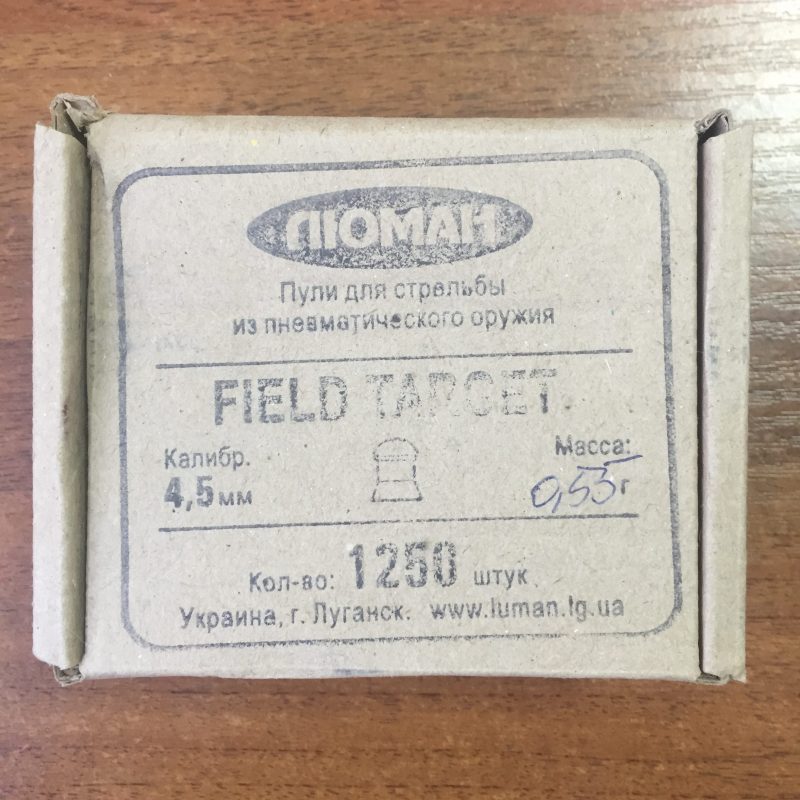 ЛЮМАН
Пули для стрельбы
из пневматического оружия
FIELD TARGET
Калибр.
4,5мм
Масса:
0,55 г
Кол-во: 1250 штук
Украина, г. Луганск. www.luman.lg.ua